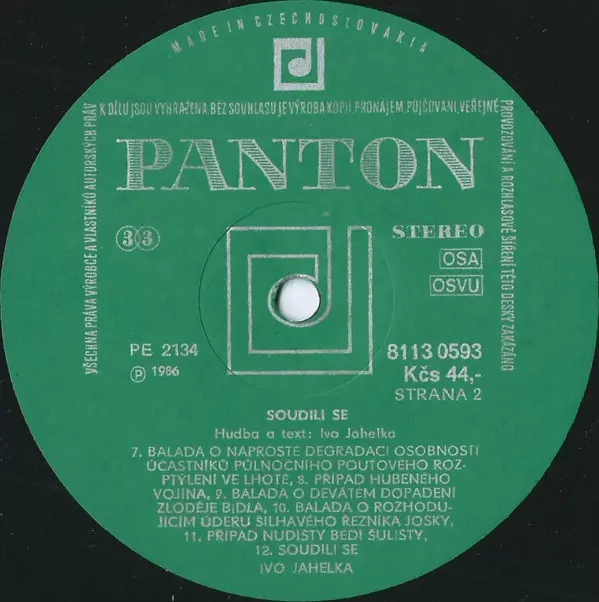 MADE IN CZECHOSLOVAKIA
VŠECHNA PRÁVA VÝROBCE A VLASTNÍKŮ AUTORSKÝCH PRÁV
K DÍLU JSOU VYHRAŽENA. BEZ SOUHLASU JE VÝROBA KOPIÍ, PRONÁJEM, PŮJČOVÁNÍ, VEŘEJNÉ
PROVOZOVÁNÍ A ROZHLASOVÉ ŠÍŘENÍ TÉTO DESKY ZAKÁZÁNO
PANTON
33
STEREO
OSA
OSVU
PE 2134
Ⓟ 1986
8113 0593
Kčs 44,-
STRANA 2
SOUDILI SE
Hudba a text: Ivo Jahelka
7. BALADA O NAPROSTÉ DEGRADACI OSOBNOSTI
ÚČASTNÍKŮ PŮLNOČNÍHO POUŤOVÉHO ROZ-
PTÝLENÍ VE LHOTĚ, 8. PŘÍPAD HUBENÉHO
VOJÍNA, 9. BALADA O DEVÁTÉM DOPADENÍ
ZLODĚJE BIDLA, 10. BALADA O ROZHODU-
JÍCÍM ÚDERU ŠILHAVÉHO ŘEZNÍKA JOSKY,
11. PŘÍPAD NUDISTY BÉDI ŠULISTY,
12. SOUDILI SE
IVO JAHELKA